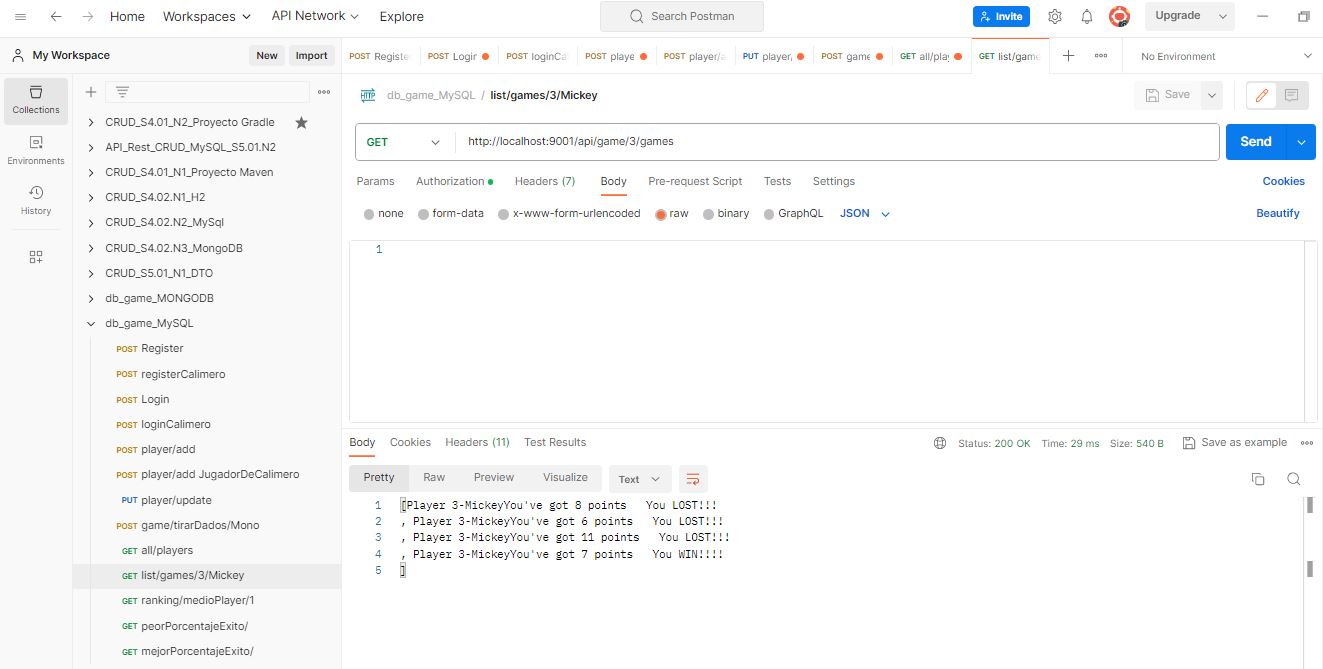 Home Workspaces API Network Explore Search Postman Invite Upgrade
My Workspace New Import POST Register POST Login POST loginCa POST playe POST player/a PUT player, POST game GET all/play GET list/game No Environment
Collections
Environments
History
CRUD_S4.01_N2_Proyecto Gradle
API_Rest_CRUD_MySQL_S5.01.N2
CRUD_S4.01_N1_Proyecto Maven
CRUD_S4.02.N1_H2
CRUD_S4.02_N2_MySql
CRUD_S4.02.N3_MongoDB
CRUD_S5.01_N1_DTO
db_game_MONGODB
db_game_MySQL
POST Register
POST registerCalimero
POST Login
POST loginCalimero
POST player/add
POST player/add JugadorDeCalimero
PUT player/update
POST game/tirarDados/Mono
GET all/players
GET list/games/3/Mickey
GET ranking/medioPlayer/1
GET peorPorcentajeExito/
GET mejorPorcentajeExito/
HTTP db_game_MySQL / list/games/3/Mickey Save
GET http://localhost:9001/api/game/3/games Send
Params Authorization Headers (7) Body Pre-request Script Tests Settings Cookies
none form-data x-www-form-urlencoded raw binary GraphQL JSON Beautify
1
Body Cookies Headers (11) Test Results Status: 200 OK Time: 29 ms Size: 540 B Save as example
Pretty Raw Preview Visualize Text
1 [Player 3-MickeyYou've got 8 points You LOST!!!
2 , Player 3-MickeyYou've got 6 points You LOST!!!
3 , Player 3-MickeyYou've got 11 points You LOST!!!
4 , Player 3-MickeyYou've got 7 points You WIN!!!!
5 ]